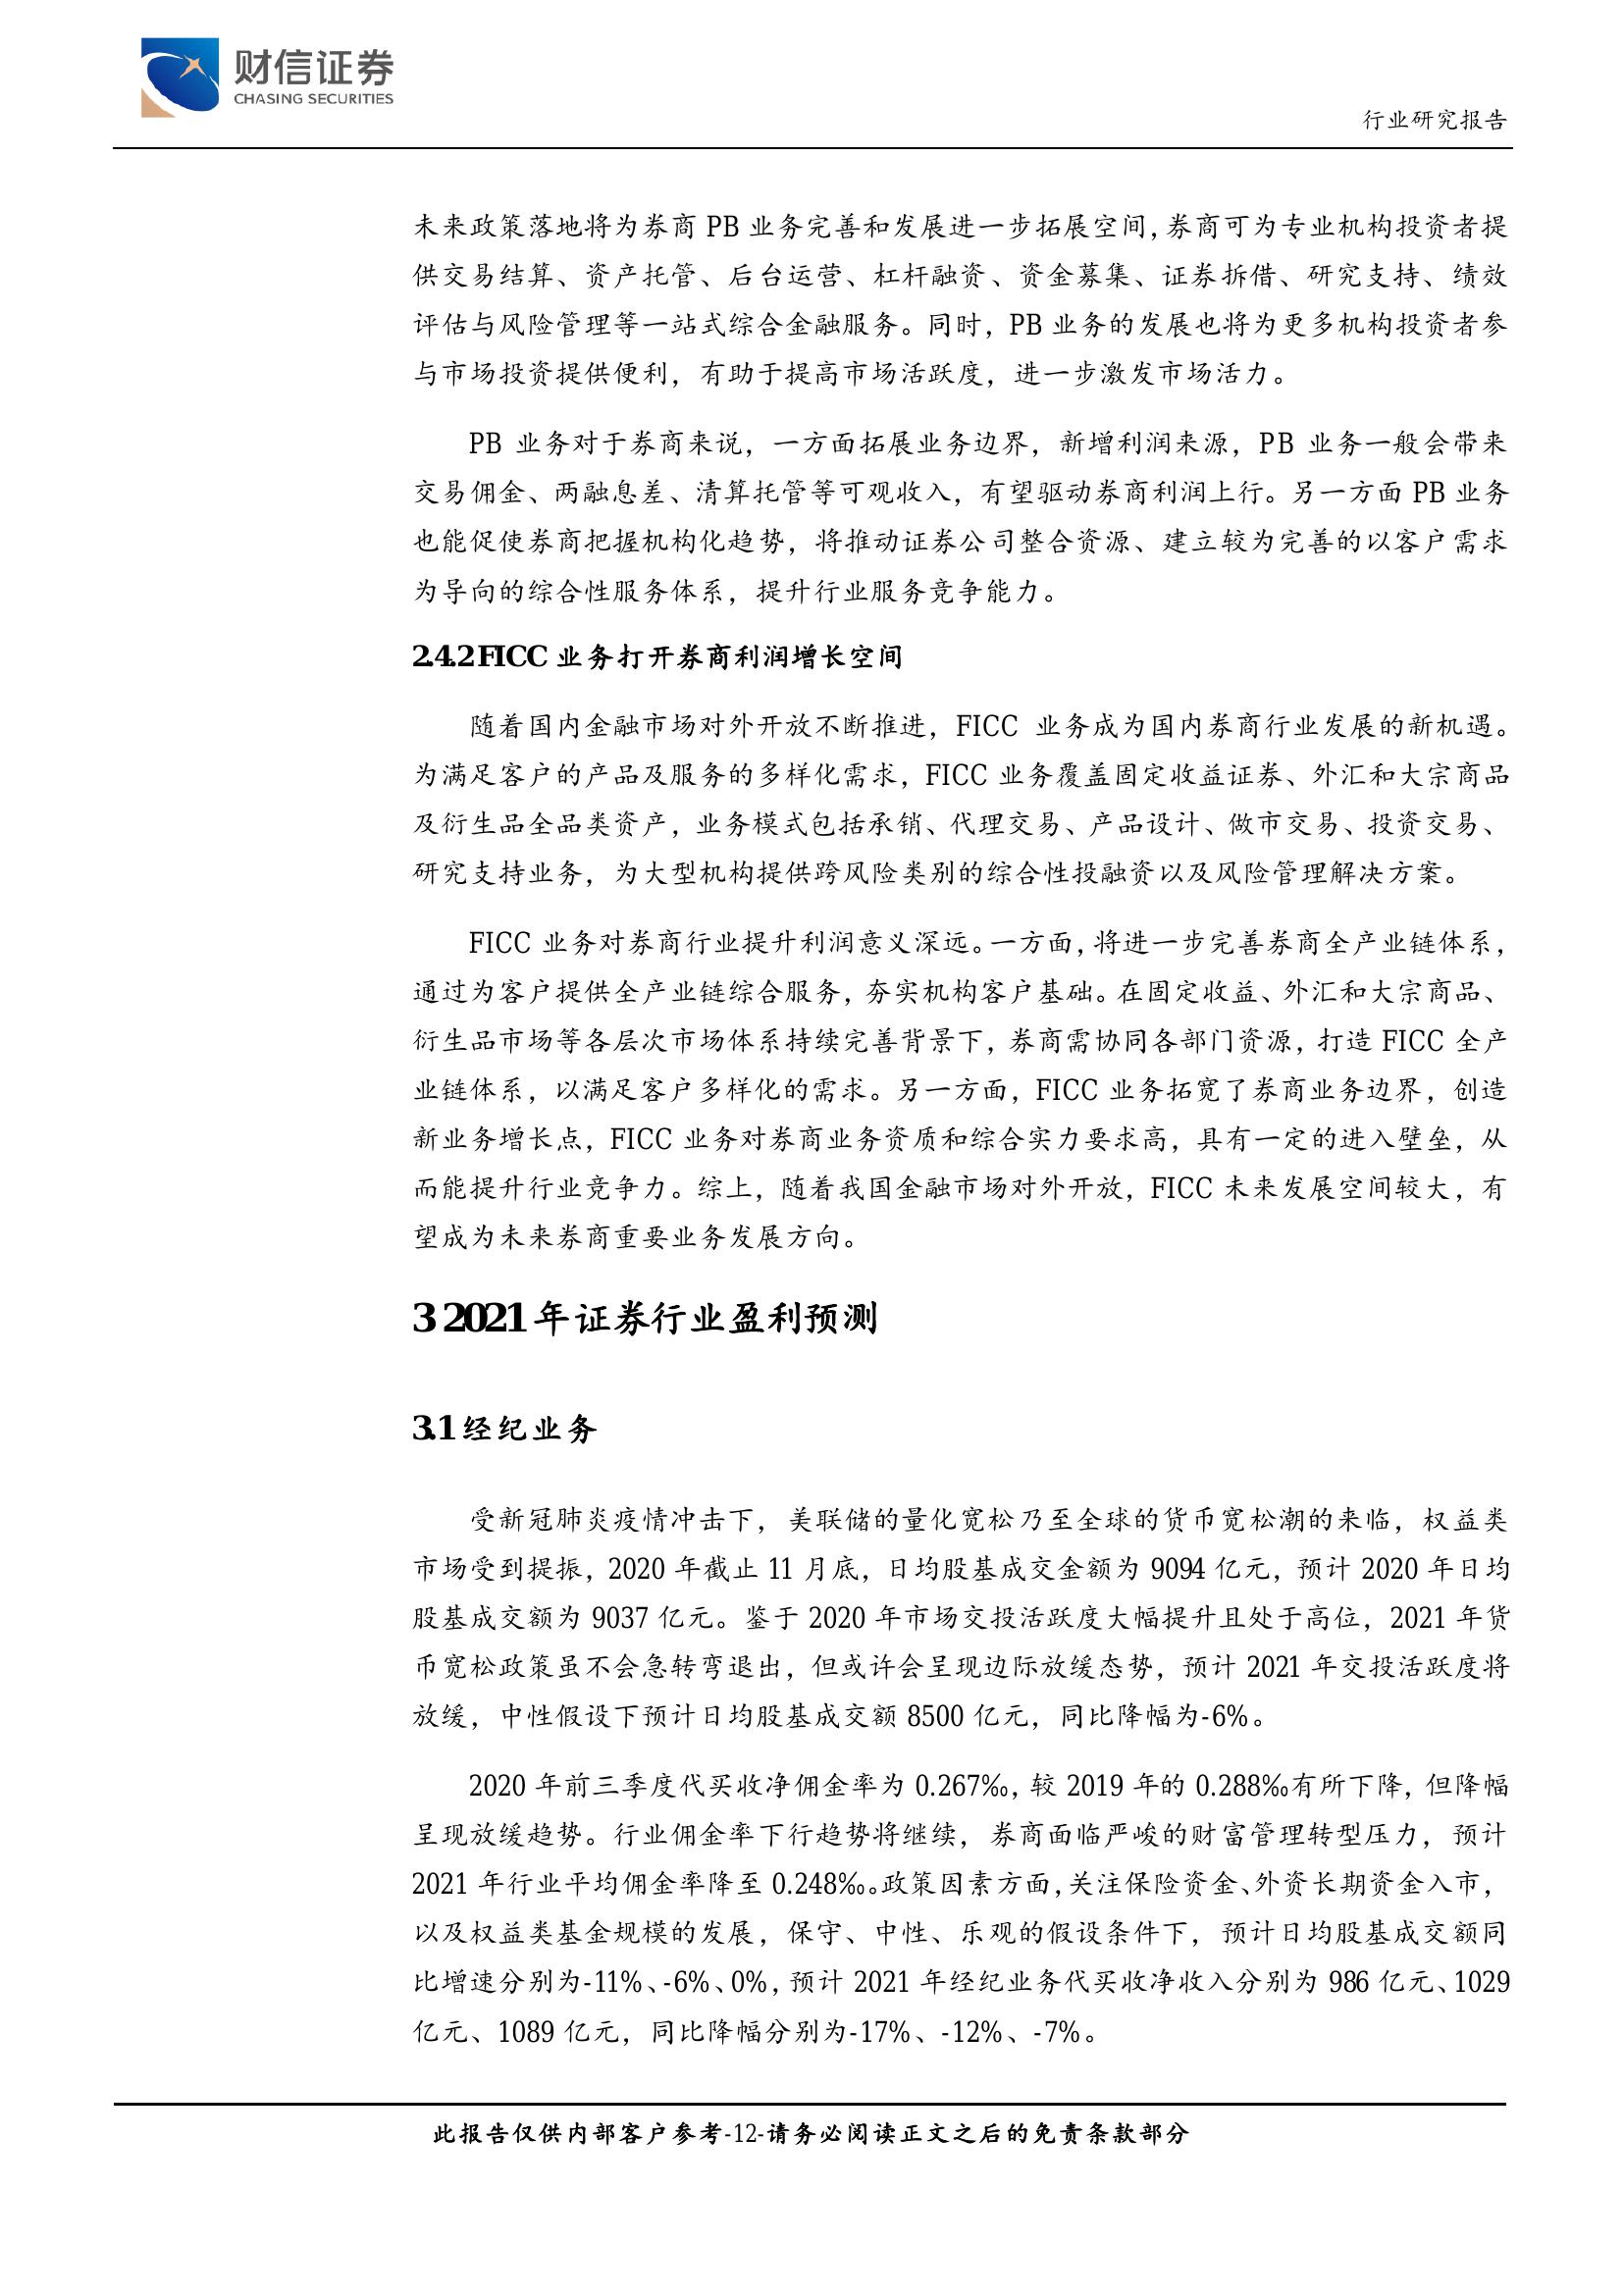 财信证券
CHASING SECURITIES
行业研究报告
未来政策落地将为券商 PB 业务完善和发展进一步拓展空间，券商可为专业机构投资者提
供交易结算、资产托管、后台运营、杠杆融资、资金募集、证券拆借、研究支持、绩效
评估与风险管理等一站式综合金融服务。同时，PB 业务的发展也将为更多机构投资者参
与市场投资提供便利，有助于提高市场活跃度，进一步激发市场活力。
PB 业务对于券商来说，一方面拓展业务边界，新增利润来源，PB 业务一般会带来
交易佣金、两融息差、清算托管等可观收入，有望驱动券商利润上行。另一方面 PB 业务
也能促使券商把握机构化趋势，将推动证券公司整合资源、建立较为完善的以客户需求
为导向的综合性服务体系，提升行业服务竞争能力。
2.4.2 FICC 业务打开券商利润增长空间
随着国内金融市场对外开放不断推进，FICC 业务成为国内券商行业发展的新机遇。
为满足客户的产品及服务的多样化需求，FICC 业务覆盖固定收益证券、外汇和大宗商品
及衍生品全品类资产，业务模式包括承销、代理交易、产品设计、做市交易、投资交易、
研究支持业务，为大型机构提供跨风险类别的综合性投融资以及风险管理解决方案。
FICC 业务对券商行业提升利润意义深远。一方面，将进一步完善券商全产业链体系，
通过为客户提供全产业链综合服务，夯实机构客户基础。在固定收益、外汇和大宗商品、
衍生品市场等各层次市场体系持续完善背景下，券商需协同各部门资源，打造 FICC 全产
业链体系，以满足客户多样化的需求。另一方面，FICC 业务拓宽了券商业务边界，创造
新业务增长点，FICC 业务对券商业务资质和综合实力要求高，具有一定的进入壁垒，从
而能提升行业竞争力。综上，随着我国金融市场对外开放，FICC 未来发展空间较大，有
望成为未来券商重要业务发展方向。
3 2021 年证券行业盈利预测
3.1 经纪业务
受新冠肺炎疫情冲击下，美联储的量化宽松乃至全球的货币宽松潮的来临，权益类
市场受到提振，2020 年截止 11 月底，日均股基成交金额为 9094 亿元，预计 2020 年日均
股基成交额为 9037 亿元。鉴于 2020 年市场交投活跃度大幅提升且处于高位，2021 年货
币宽松政策虽不会急转弯退出，但或许会呈现边际放缓态势，预计 2021 年交投活跃度将
放缓，中性假设下预计日均股基成交额 8500 亿元，同比降幅为-6%。
2020 年前三季度代买收净佣金率为 0.267‰，较 2019 年的 0.288‰有所下降，但降幅
呈现放缓趋势。行业佣金率下行趋势将继续，券商面临严峻的财富管理转型压力，预计
2021 年行业平均佣金率降至 0.248‰。政策因素方面，关注保险资金、外资长期资金入市，
以及权益类基金规模的发展，保守、中性、乐观的假设条件下，预计日均股基成交额同
比增速分别为-11%、-6%、0%，预计 2021 年经纪业务代买收净收入分别为 986 亿元、1029
亿元、1089 亿元，同比降幅分别为-17%、-12%、-7%。
此报告仅供内部客户参考-12-请务必阅读正文之后的免责条款部分